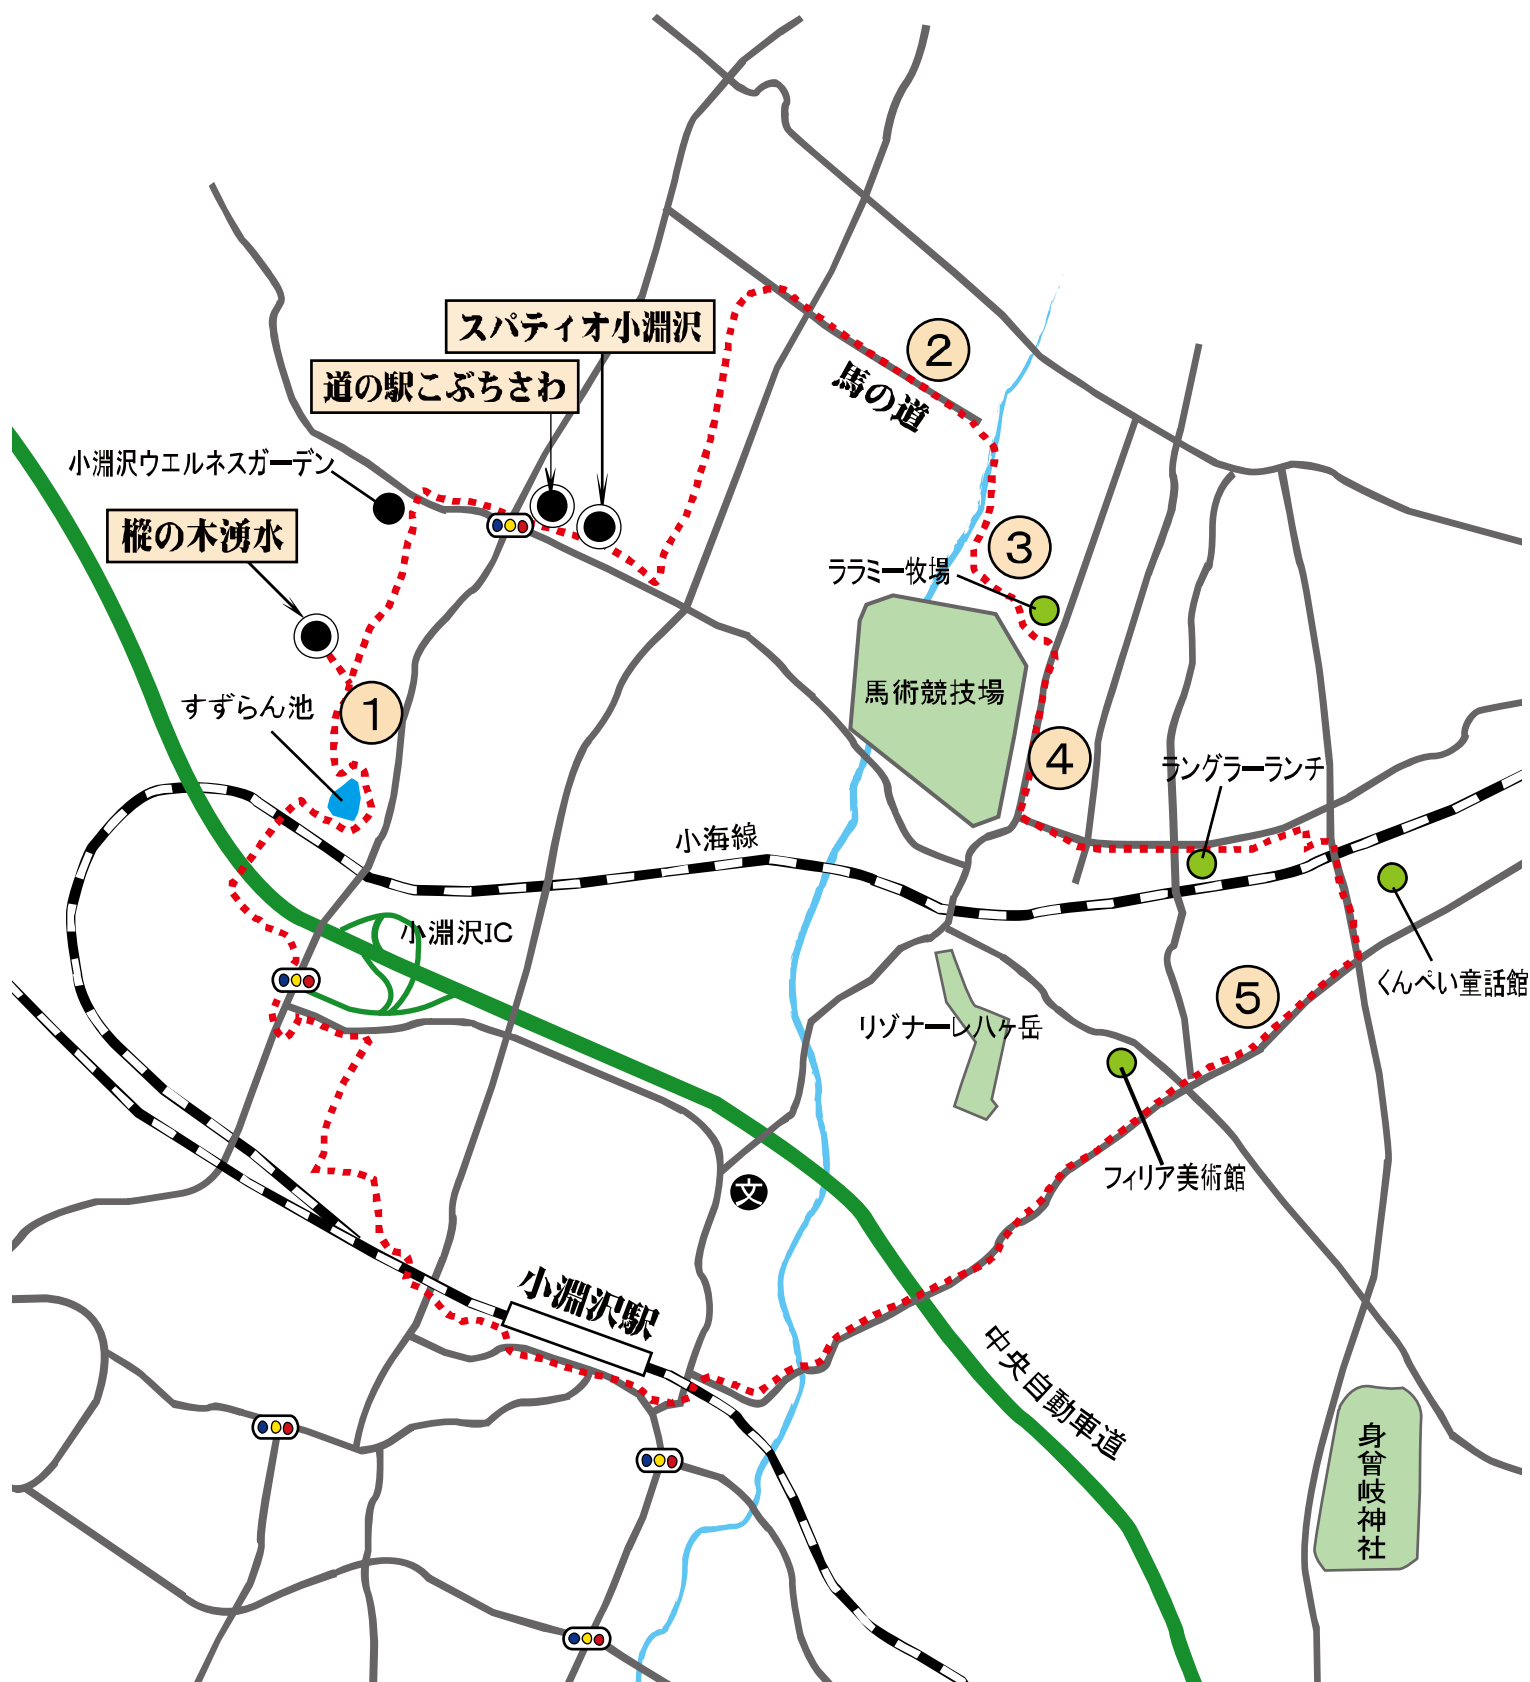 スパティオ小淵沢
②
馬の道
道の駅こぶちさわ
小淵沢ウエルネスガーデン
樅の木湧水
③
ララミー牧場
すずらん池
①
馬術競技場
④
ラングラーランチ
小海線
小淵沢IC
くんぺい童話館
⑤
リゾナーレ八ヶ岳
フィリア美術館
文
小淵沢駅
中央自動車道
身曾岐神社